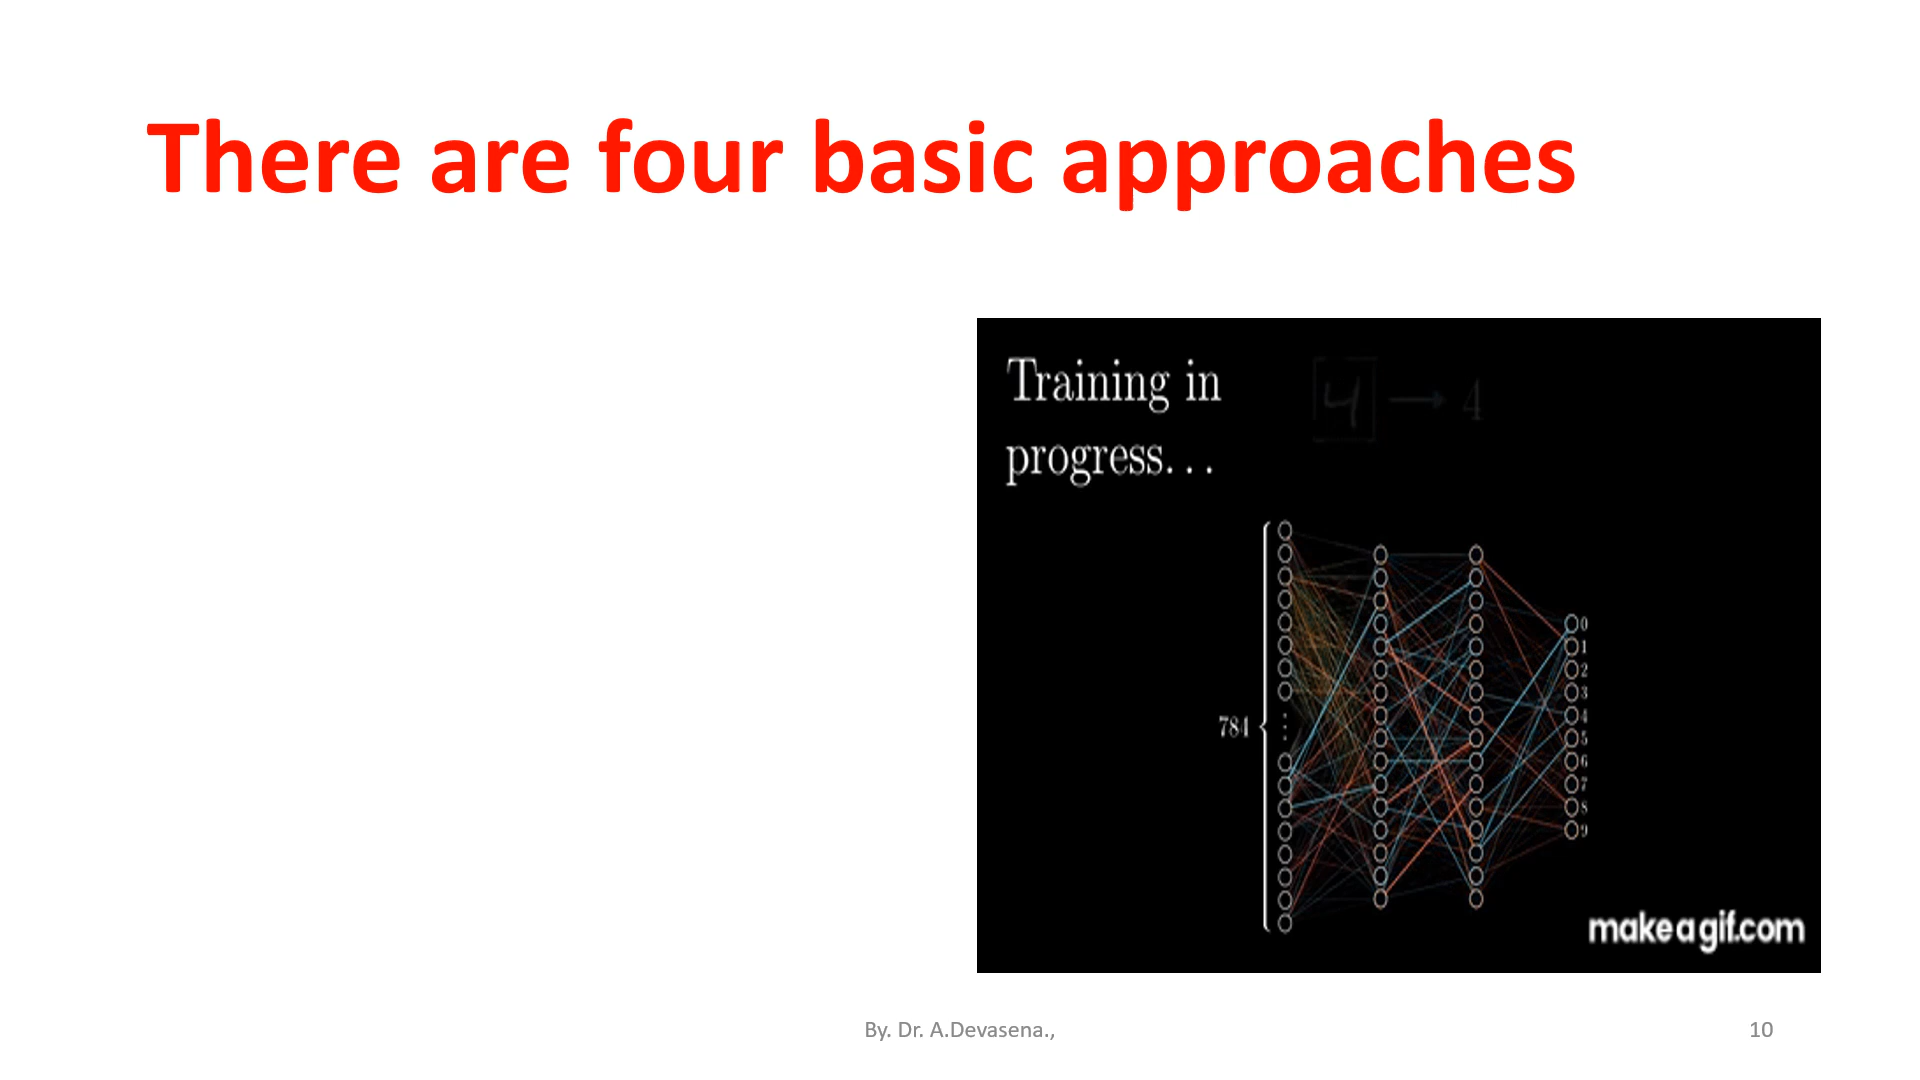 There are four basic approaches
Training in
progress...
4 → 4
784
0
1
2
3
4
5
6
7
8
9
makeagif.com
By. Dr. A.Devasena.,
10